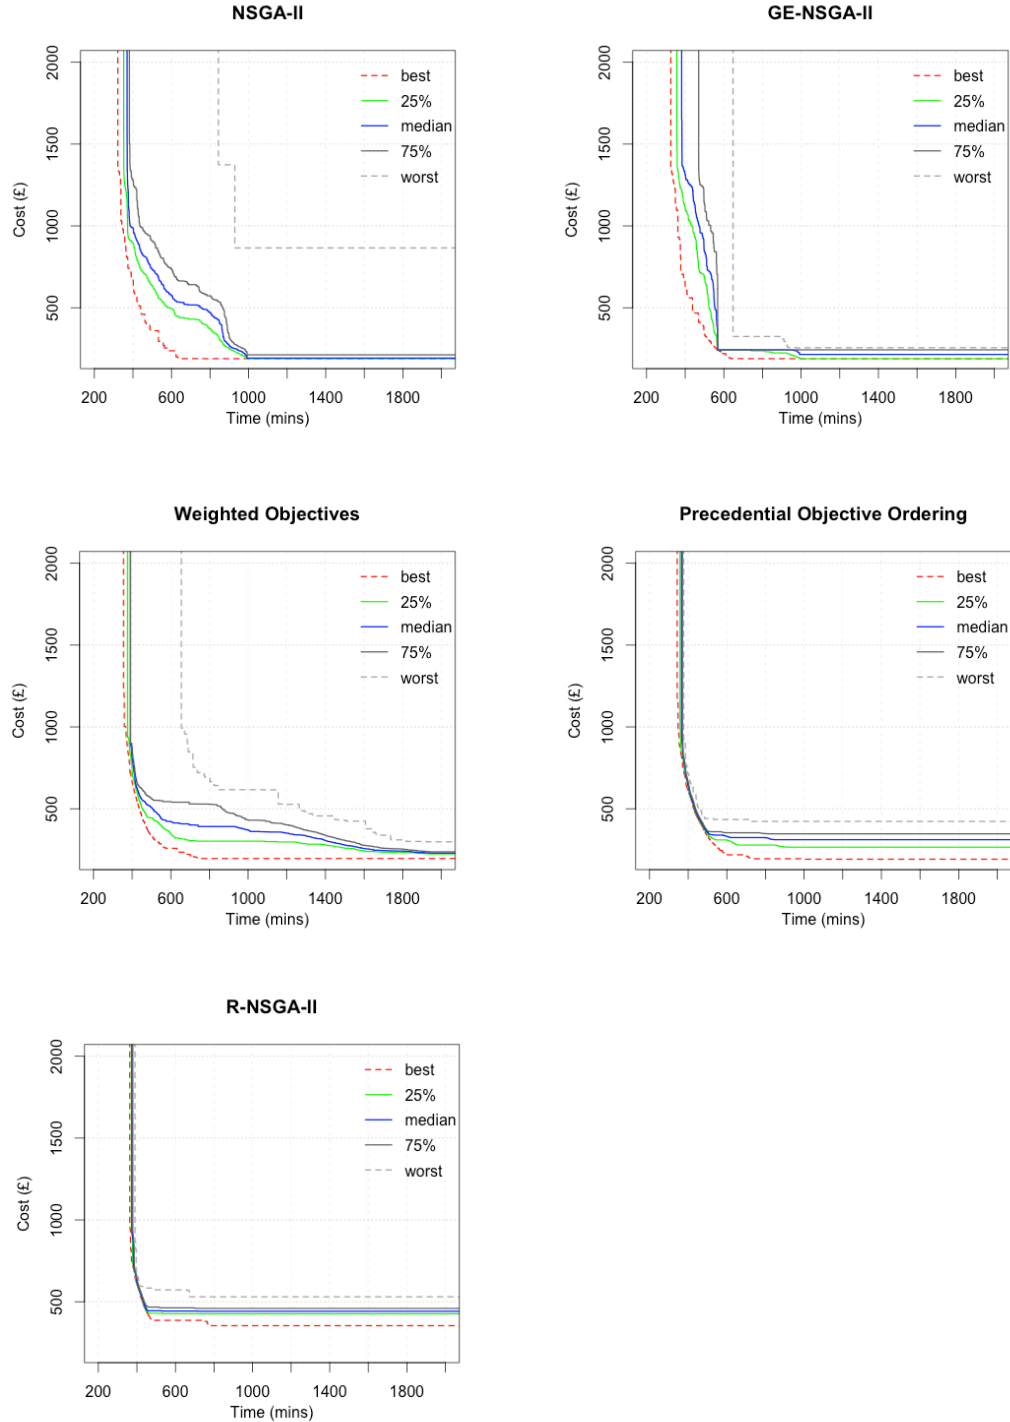 NSGA-II
2000
1500
1000
500
Cost (£)
best
25%
median
75%
worst
200 600 1000 1400 1800
Time (mins)
GE-NSGA-II
2000
1500
1000
500
Cost (£)
best
25%
median
75%
worst
200 600 1000 1400 1800
Time (mins)
Weighted Objectives
2000
1500
1000
500
Cost (£)
best
25%
median
75%
worst
200 600 1000 1400 1800
Time (mins)
Precedential Objective Ordering
2000
1500
1000
500
Cost (£)
best
25%
median
75%
worst
200 600 1000 1400 1800
Time (mins)
R-NSGA-II
2000
1500
1000
500
Cost (£)
best
25%
median
75%
worst
200 600 1000 1400 1800
Time (mins)